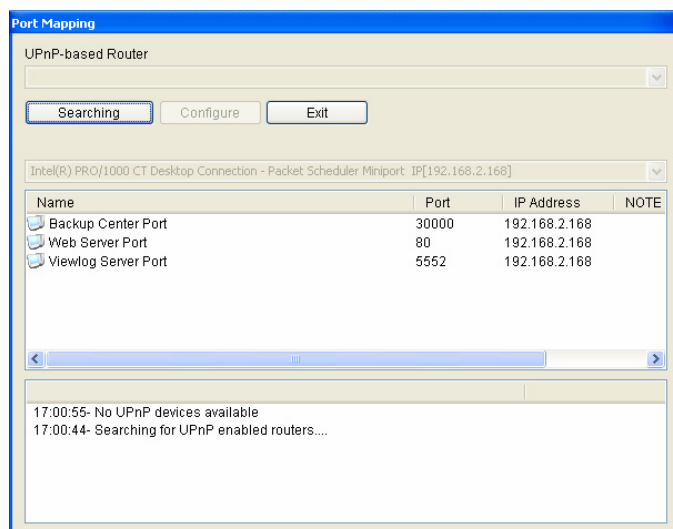 Port Mapping
UPnP-based Router
Searching Configure Exit
Intel(R) PRO/1000 CT Desktop Connection - Packet Scheduler Miniport IP[192.168.2.168]
Name Port IP Address NOTE
Backup Center Port 30000 192.168.2.168
Web Server Port 80 192.168.2.168
Viewlog Server Port 5552 192.168.2.168
17:00:55- No UPnP devices available
17:00:44- Searching for UPnP enabled routers....